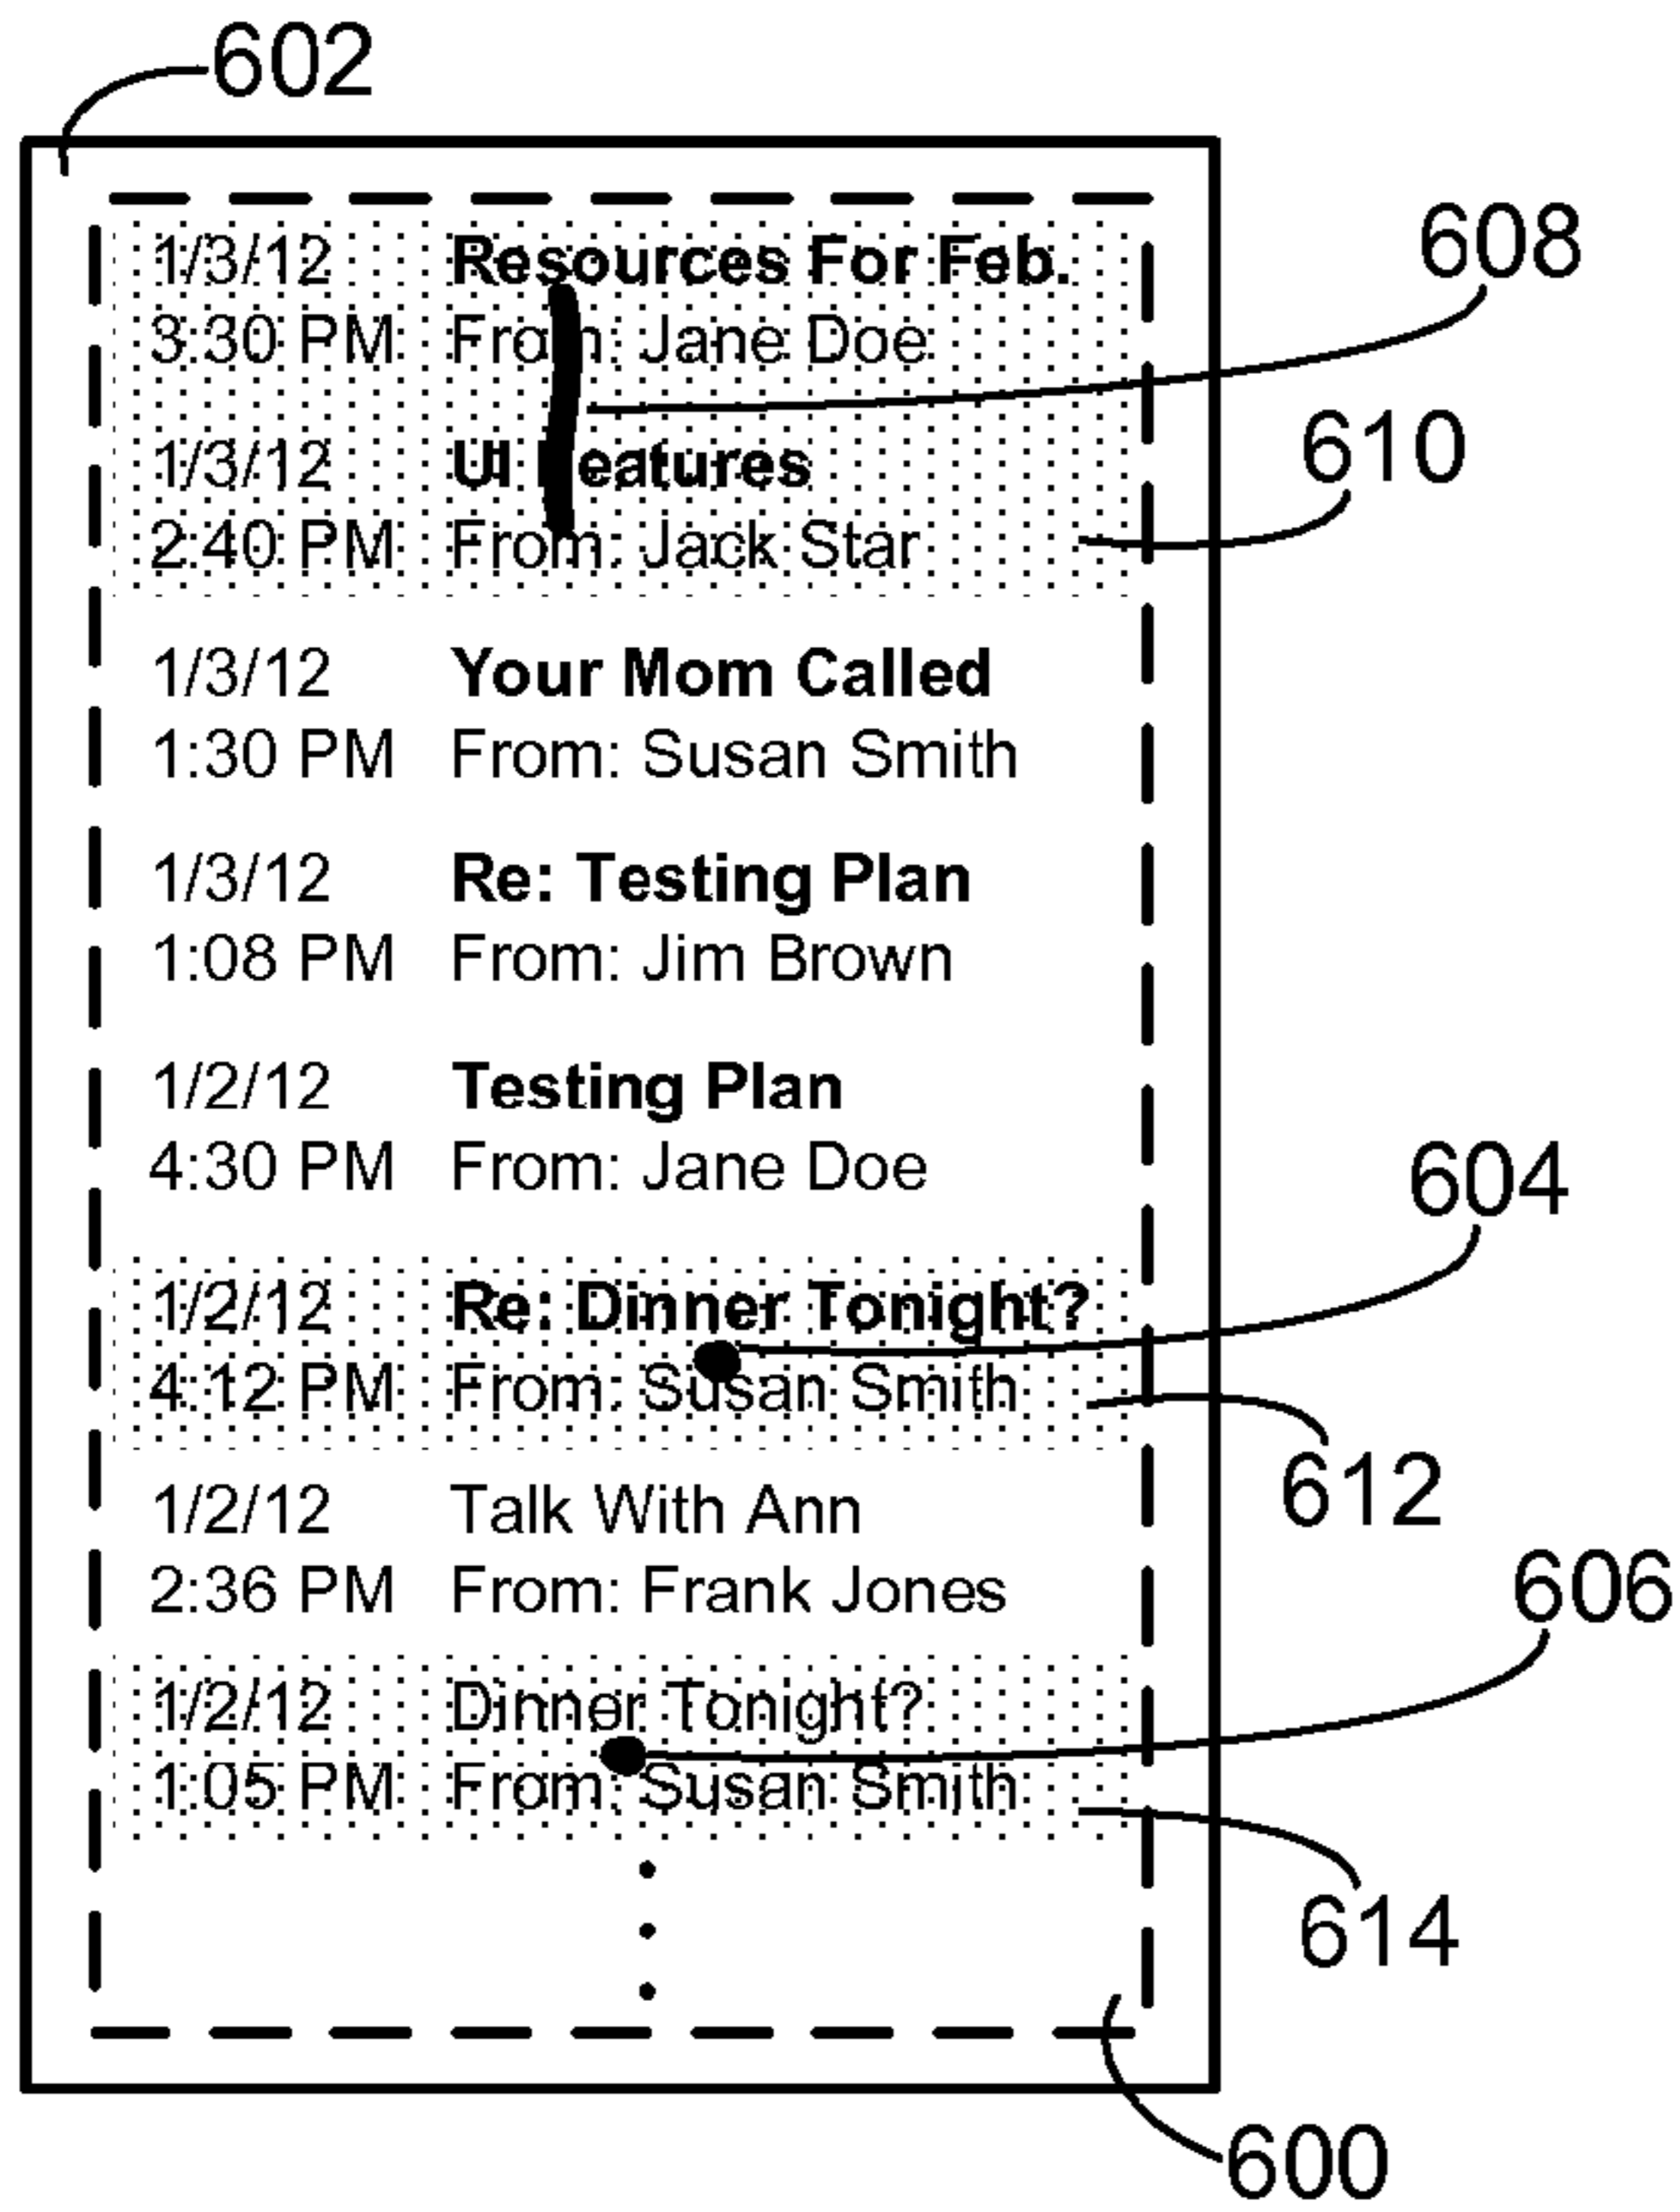 602
1/3/12 Resources For Feb.
3:30 PM From: Jane Doe
608
1/3/12 UI Features
610
2:40 PM From: Jack Star
1/3/12 Your Mom Called
1:30 PM From: Susan Smith
1/3/12 Re: Testing Plan
1:08 PM From: Jim Brown
1/2/12 Testing Plan
4:30 PM From: Jane Doe
604
1/2/12 Re: Dinner Tonight?
4:12 PM From: Susan Smith
612
1/2/12 Talk With Ann
2:36 PM From: Frank Jones
606
1/2/12 Dinner Tonight?
1:05 PM From: Susan Smith
614
600